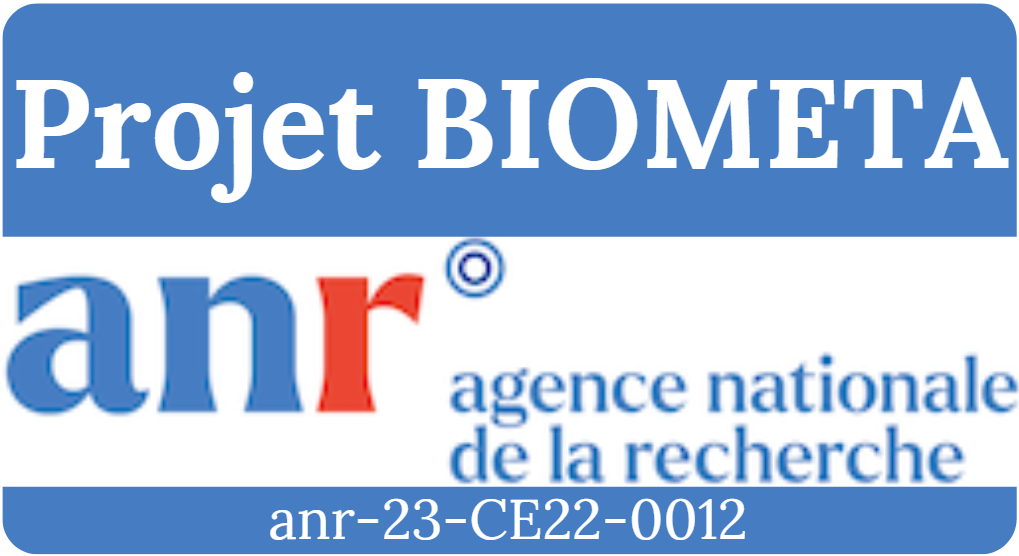 Projet BIOMETA
anr
agence nationale
de la recherche
anr-23-CE22-0012